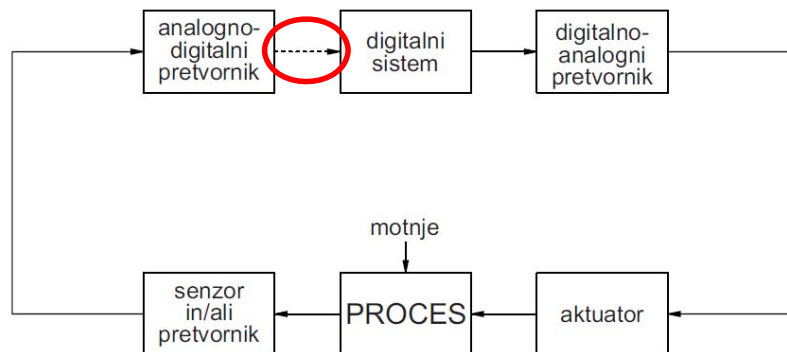 analogno-
digitalni
pretvornik
digitalni
sistem
digitalno-
analogni
pretvornik
motnje
senzor
in/ali
pretvornik
PROCES
aktuator